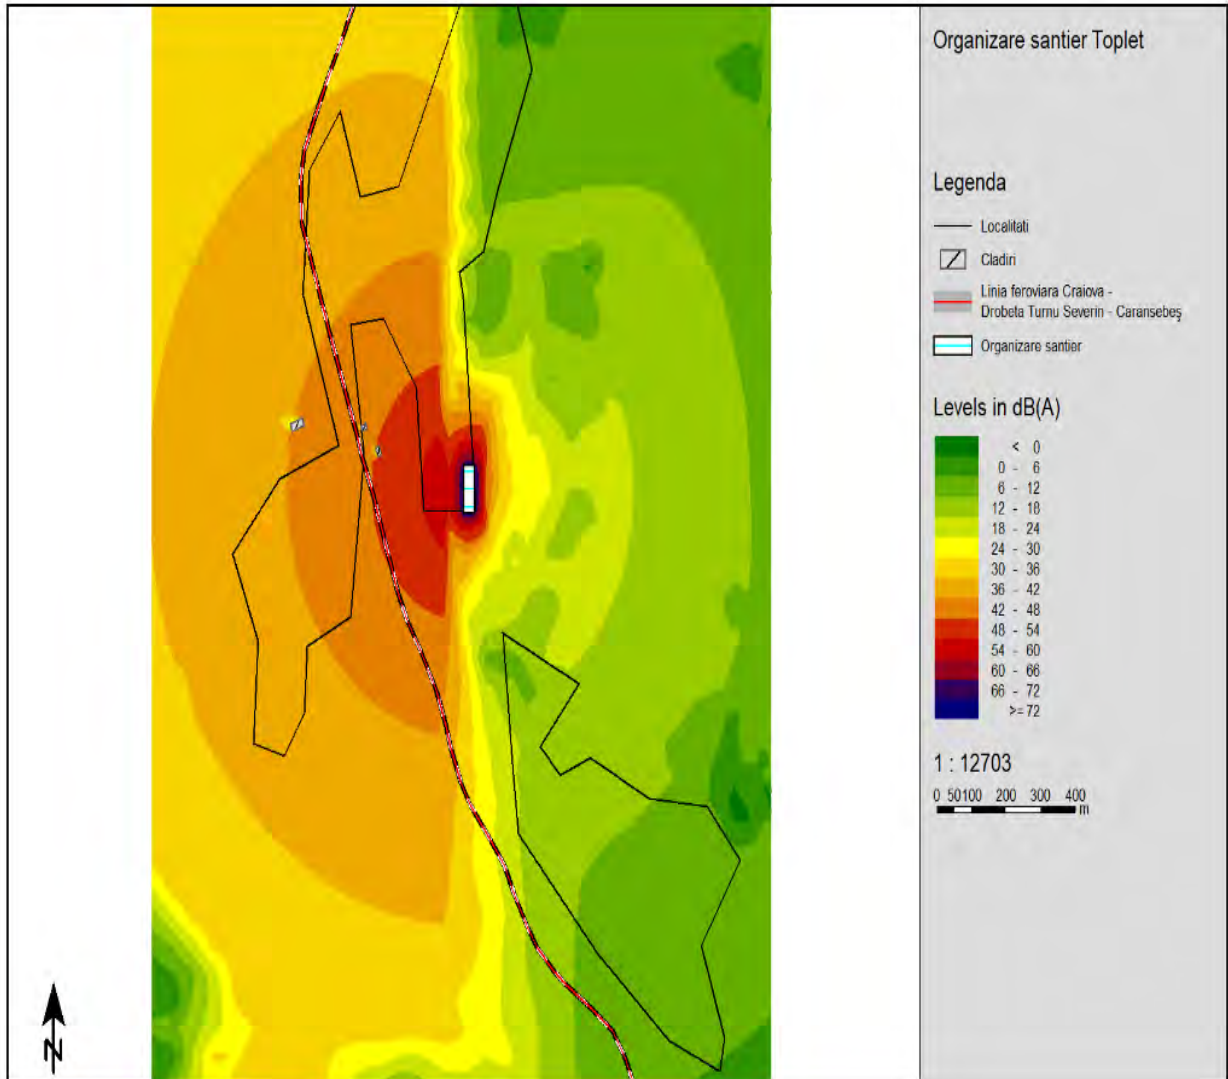 Organizare santier Toplet
Legenda
Localitati
Cladiri
Linia feroviara Craiova -
Drobeta Turnu Severin - Caransebeş
Organizare santier
Levels in dB(A)
< 0
0 - 6
6 - 12
12 - 18
18 - 24
24 - 30
30 - 36
36 - 42
42 - 48
48 - 54
54 - 60
60 - 66
66 - 72
>= 72
1 : 12703
0 50100 200 300 400
m
N